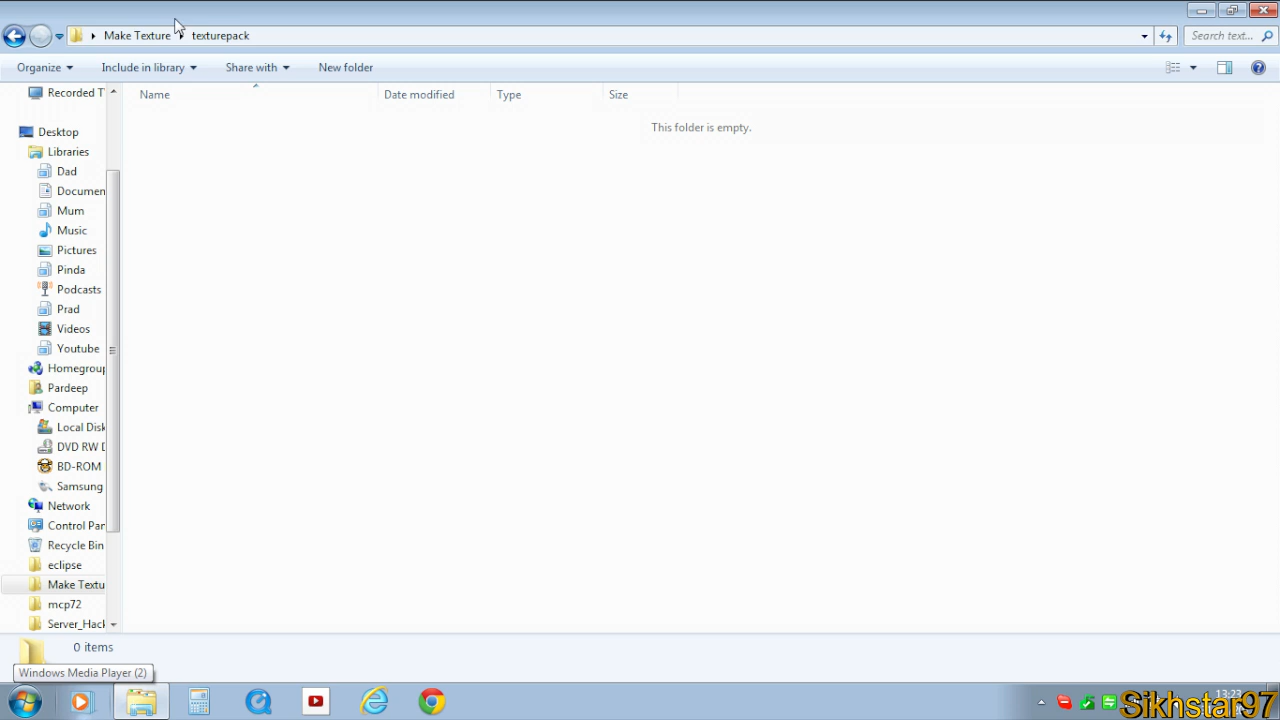 Make Texture
texturepack
Search text...
Organize
Include in library
Share with
New folder
Name
Date modified
Type
Size
This folder is empty.
Recorded T
Desktop
Libraries
Dad
Documen
Mum
Music
Pictures
Pinda
Podcasts
Prad
Videos
Youtube
Homegroup
Pardeep
Computer
Local Disk
DVD RW D
BD-ROM
Samsung
Network
Control Pan
Recycle Bin
eclipse
Make Textu
mcp72
Server_Hack
0 items
Windows Media Player (2)
13:23
Sikhstar97